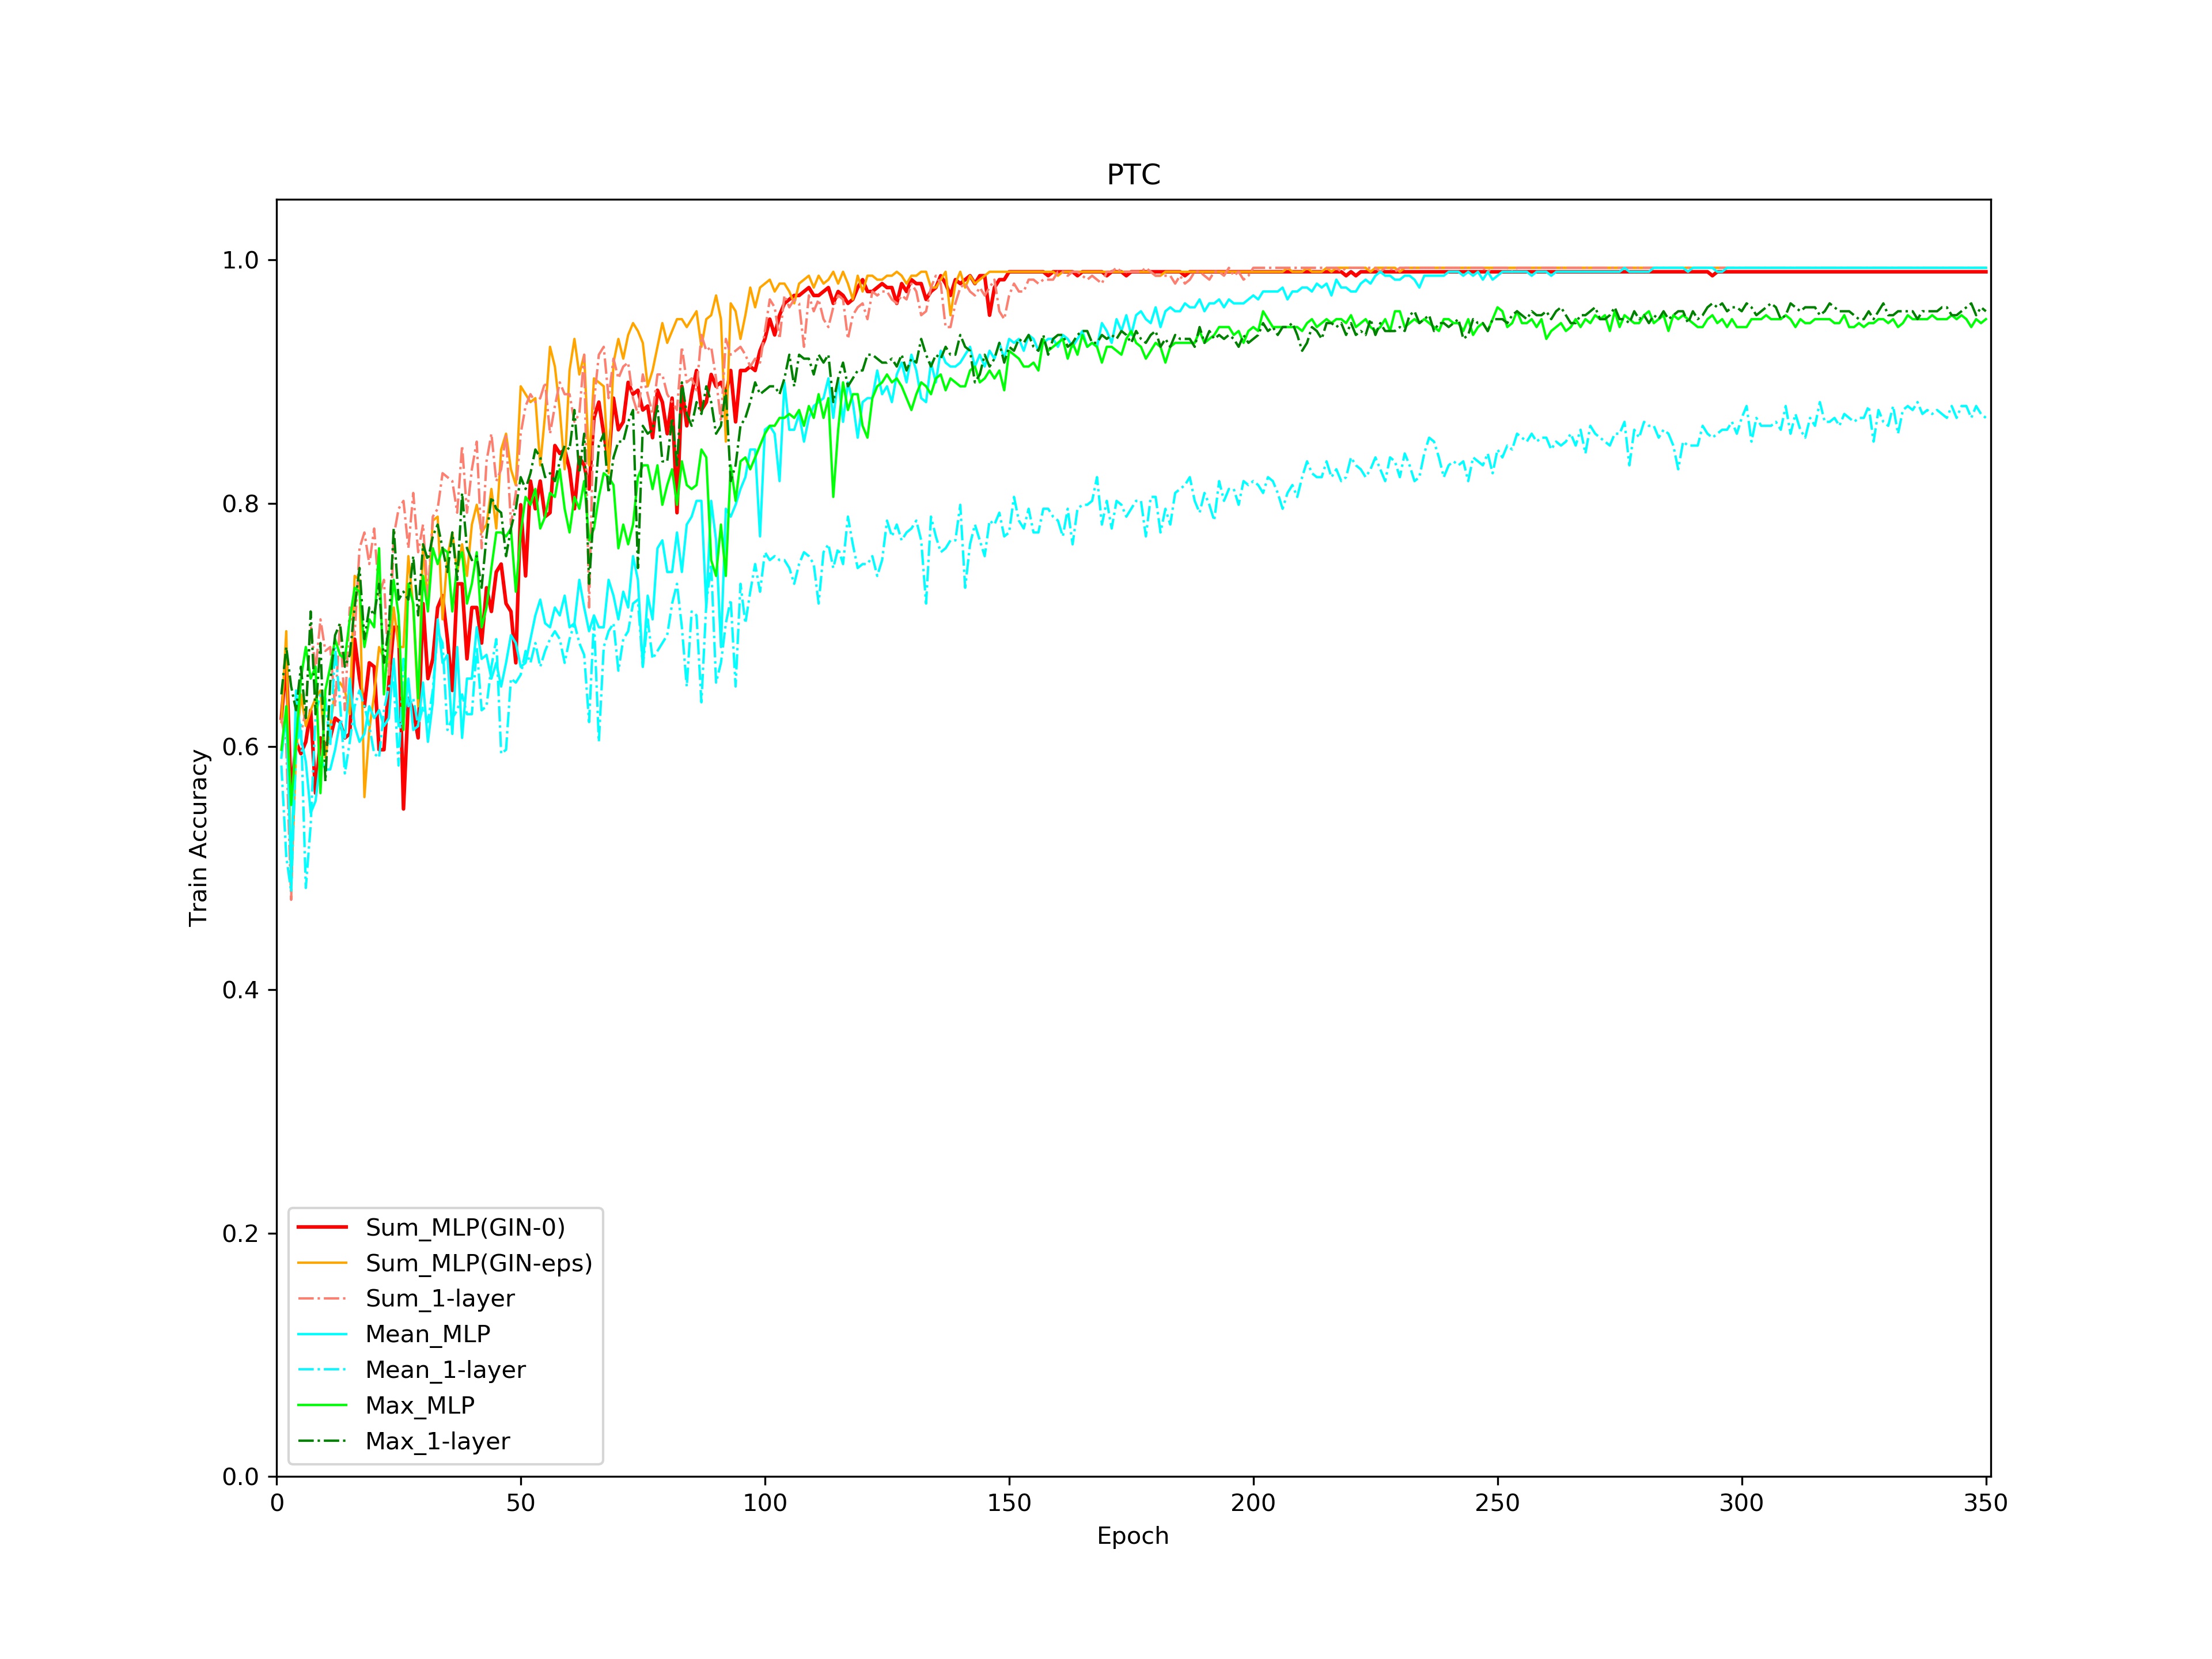 PTC
1.0
0.8
0.6
0.4
0.2
0.0
Train Accuracy
Sum_MLP(GIN-0)
Sum_MLP(GIN-eps)
Sum_1-layer
Mean_MLP
Mean_1-layer
Max_MLP
Max_1-layer
0 50 100 150 200 250 300 350
Epoch